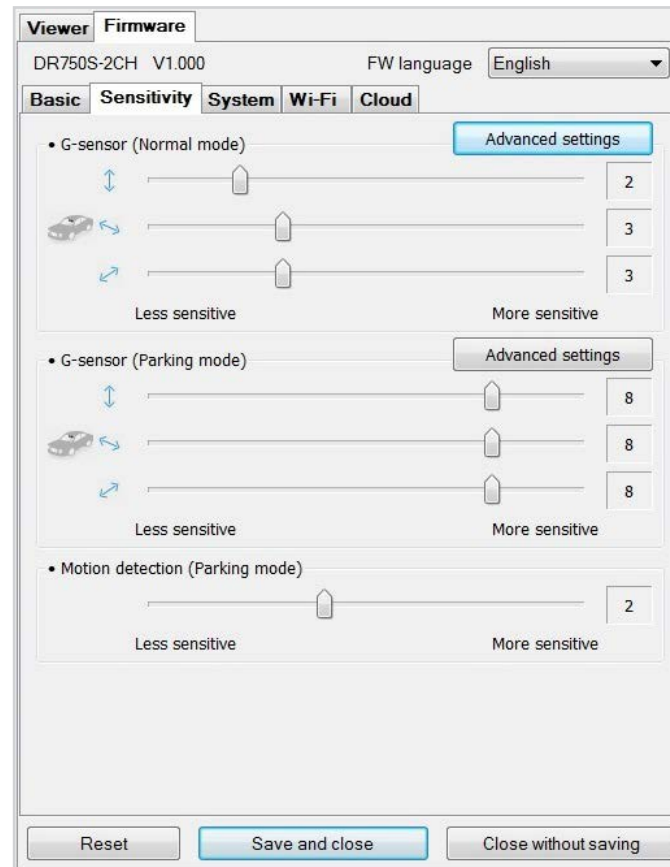 Viewer Firmware
DR750S-2CH V1.000 FW language English
Basic Sensitivity System Wi-Fi Cloud
• G-sensor (Normal mode) Advanced settings
2
3
3
Less sensitive More sensitive
• G-sensor (Parking mode) Advanced settings
8
8
8
Less sensitive More sensitive
• Motion detection (Parking mode)
2
Less sensitive More sensitive
Reset Save and close Close without saving